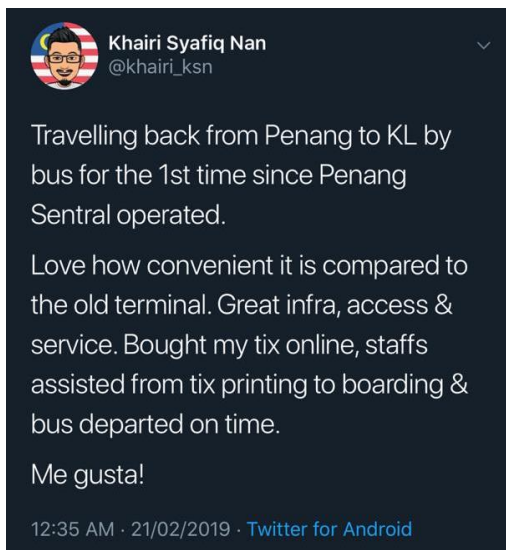 Khairi Syafiq Nan
@khairi_ksn
Travelling back from Penang to KL by
bus for the 1st time since Penang
Sentral operated.
Love how convenient it is compared to
the old terminal. Great infra, access &
service. Bought my tix online, staffs
assisted from tix printing to boarding &
bus departed on time.
Me gusta!
12:35 AM · 21/02/2019 · Twitter for Android